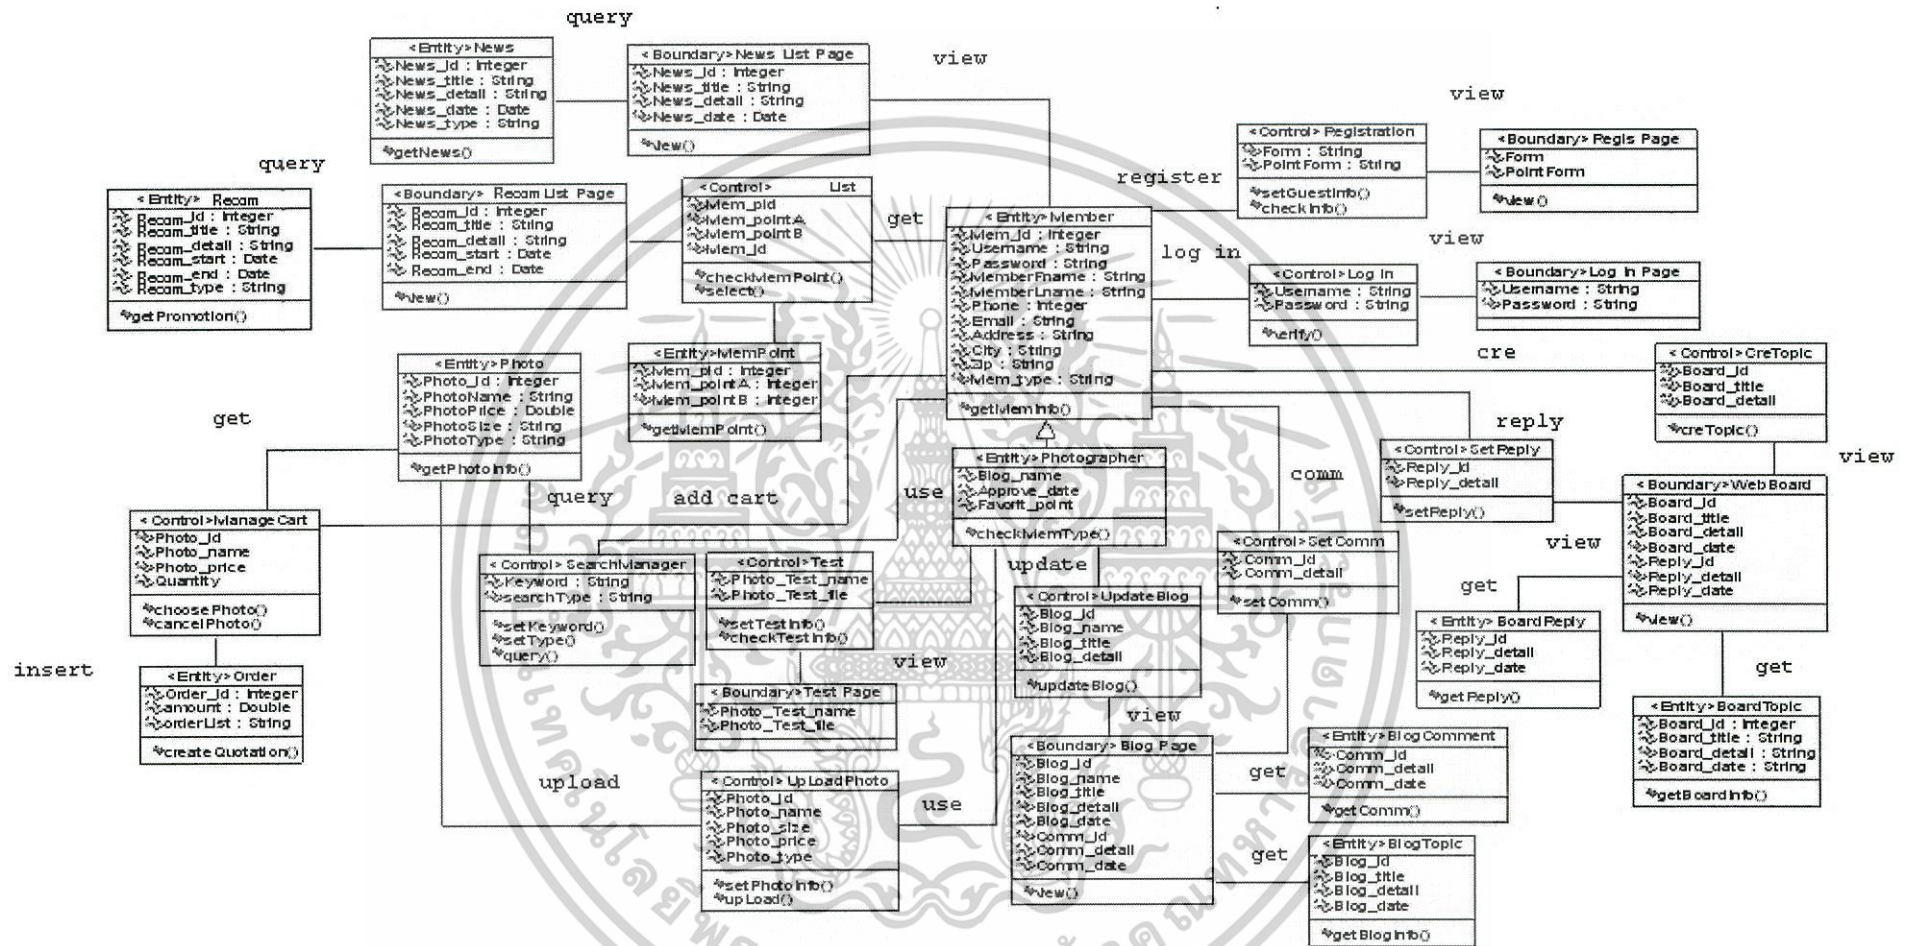 query
<Entity>News
News_id : Integer
News_title : String
News_detail : String
News_date : Date
News_type : String
getNews()
<Boundary>News List Page
News_id : Integer
News_title : String
News_detail : String
News_date : Date
view()
view
query
<Entity> Recom
Recom_id : Integer
Recom_title : String
Recom_detail : String
Recom_start : Date
Recom_end : Date
Recom_type : String
getPromotion()
<Boundary> Recom List Page
Recom_id : Integer
Recom_title : String
Recom_detail : String
Recom_start : Date
Recom_end : Date
view()
<Control> List
Mem_pid
Mem_pointA
Mem_pointB
Mem_id
checkMemPoint()
select()
get
<Entity>Member
Mem_id : Integer
Username : String
Password : String
MemberFname : String
MemberLname : String
Phone : Integer
Email : String
Address : String
City : String
Zip : String
Mem_type : String
getMemInfo()
register
<Control> Registration
Form : String
PointForm : String
setGuestInfo()
checkInfo()
view
<Boundary> Regis Page
Form
PointForm
view()
log in
<Control>Log In
Username : String
Password : String
verify()
view
<Boundary>Log In Page
Username : String
Password : String
cre
<Control>CreTopic
Board_id
Board_title
Board_detail
creTopic()
view
<Entity>Photo
Photo_id : Integer
PhotoName : String
PhotoPrice : Double
PhotoSize : String
PhotoType : String
getPhotoInfo()
<Entity>MemPoint
Mem_pid : Integer
Mem_pointA : Integer
Mem_pointB : Integer
getMemPoint()
get
query
add cart
use
<Entity>Photographer
Blog_name
Approve_date
Favorit_point
checkMemType()
comm
reply
<Control>SetReply
Reply_id
Reply_detail
setReply()
<Boundary>WebBoard
Board_id
Board_title
Board_detail
Board_date
Reply_id
Reply_detail
Reply_date
view()
view
<Control>ManageCart
Photo_id
Photo_name
Photo_price
Quantity
choosePhoto()
cancelPhoto()
<Control>SearchManager
Keyword : String
searchType : String
setKeyword()
setType()
query()
<Control>Test
Photo_Test_name
Photo_Test_file
setTestInfo()
checkTestInfo()
update
<Control>UpdateBlog
Blog_id
Blog_name
Blog_title
Blog_detail
updateBlog()
<Control>SetComm
Comm_id
Comm_detail
setComm()
get
<Entity>BoardReply
Reply_id
Reply_detail
Reply_date
getReply()
get
<Entity>BoardTopic
Board_id : Integer
Board_title : String
Board_detail : String
Board_date : String
getBoardInfo()
insert
<Entity>Order
Order_id : Integer
amount : Double
orderList : String
createQuotation()
view
<Boundary>Test Page
Photo_Test_name
Photo_Test_file
view
<Boundary> Blog Page
Blog_id
Blog_name
Blog_title
Blog_detail
Blog_date
Comm_id
Comm_detail
Comm_date
view()
get
<Entity>BlogComment
Comm_id
Comm_detail
Comm_date
getComm()
upload
<Control>UpLoadPhoto
Photo_id
Photo_name
Photo_size
Photo_price
Photo_type
setPhotoInfo()
upLoad()
use
get
<Entity>BlogTopic
Blog_id
Blog_title
Blog_detail
Blog_date
getBlogInfo()